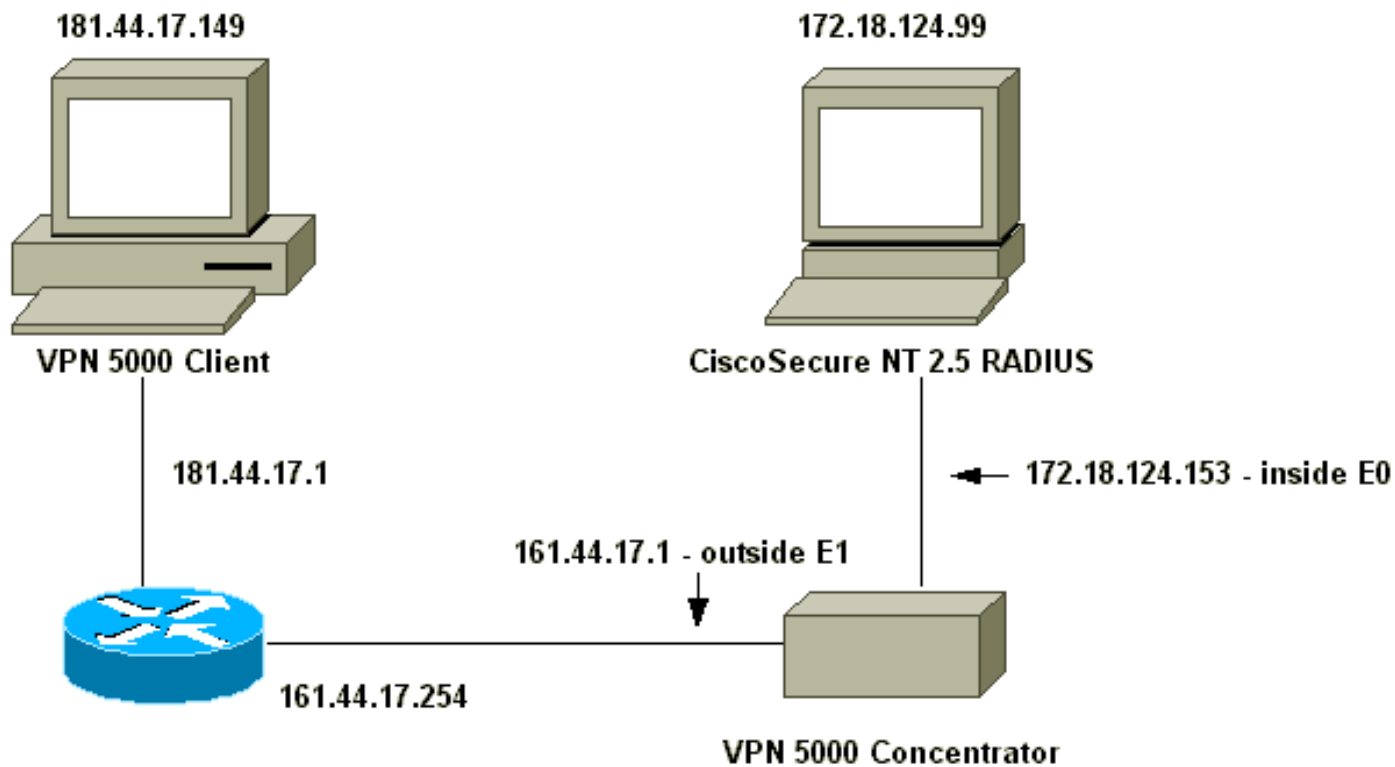 181.44.17.149
172.18.124.99
VPN 5000 Client
CiscoSecure NT 2.5 RADIUS
181.44.17.1
172.18.124.153 - inside E0
161.44.17.1 - outside E1
161.44.17.254
VPN 5000 Concentrator